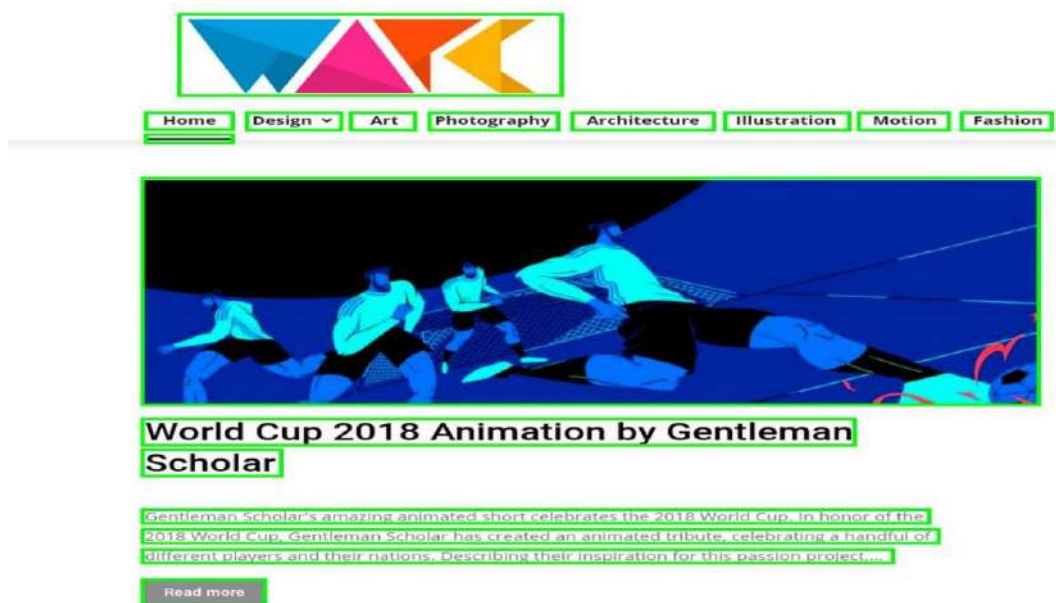 WATC
Home Design Art Photography Architecture Illustration Motion Fashion
World Cup 2018 Animation by Gentleman
Scholar
Gentleman Scholar's amazing animated short celebrates the 2018 World Cup. In honor of the
2018 World Cup, Gentleman Scholar has created an animated tribute, celebrating a handful of
different players and their nations. Describing their inspiration for this passion project,...
Read more